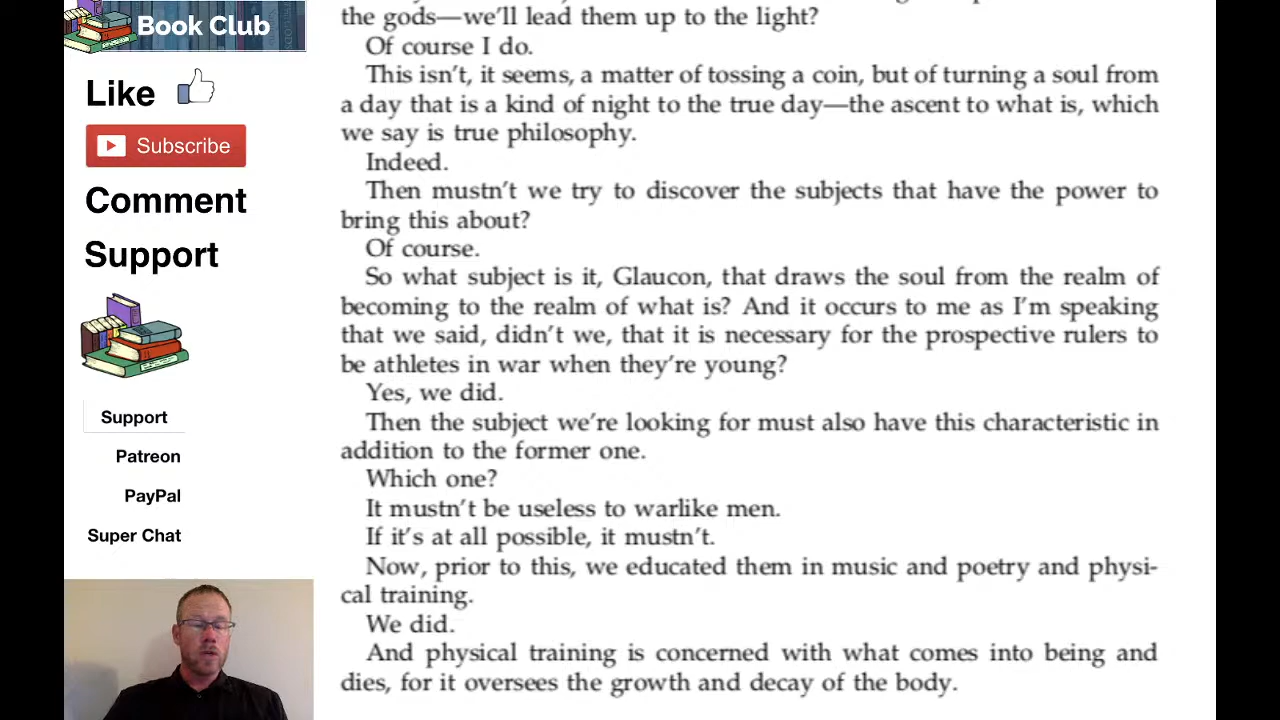 Book Club
Like
Subscribe
Comment
Support
Support
Patreon
PayPal
Super Chat
the gods—we'll lead them up to the light?
Of course I do.
This isn't, it seems, a matter of tossing a coin, but of turning a soul from
a day that is a kind of night to the true day—the ascent to what is, which
we say is true philosophy.
Indeed.
Then mustn't we try to discover the subjects that have the power to
bring this about?
Of course.
So what subject is it, Glaucon, that draws the soul from the realm of
becoming to the realm of what is? And it occurs to me as I'm speaking
that we said, didn't we, that it is necessary for the prospective rulers to
be athletes in war when they're young?
Yes, we did.
Then the subject we're looking for must also have this characteristic in
addition to the former one.
Which one?
It mustn't be useless to warlike men.
If it's at all possible, it mustn't.
Now, prior to this, we educated them in music and poetry and physi-
cal training.
We did.
And physical training is concerned with what comes into being and
dies, for it oversees the growth and decay of the body.